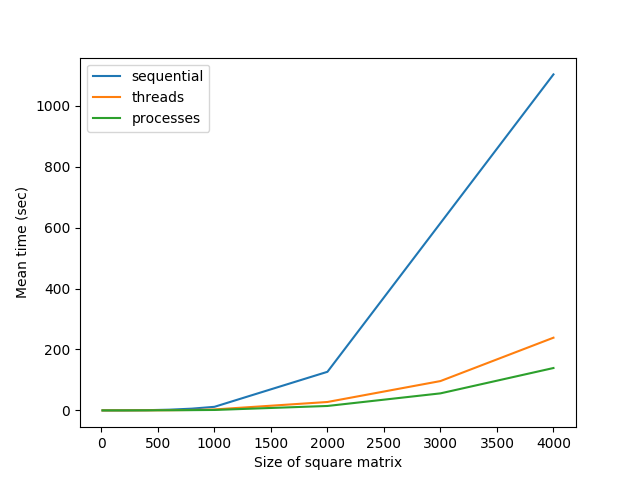 sequential
threads
processes
1000
800
600
400
200
0
Mean time (sec)
0 500 1000 1500 2000 2500 3000 3500 4000
Size of square matrix